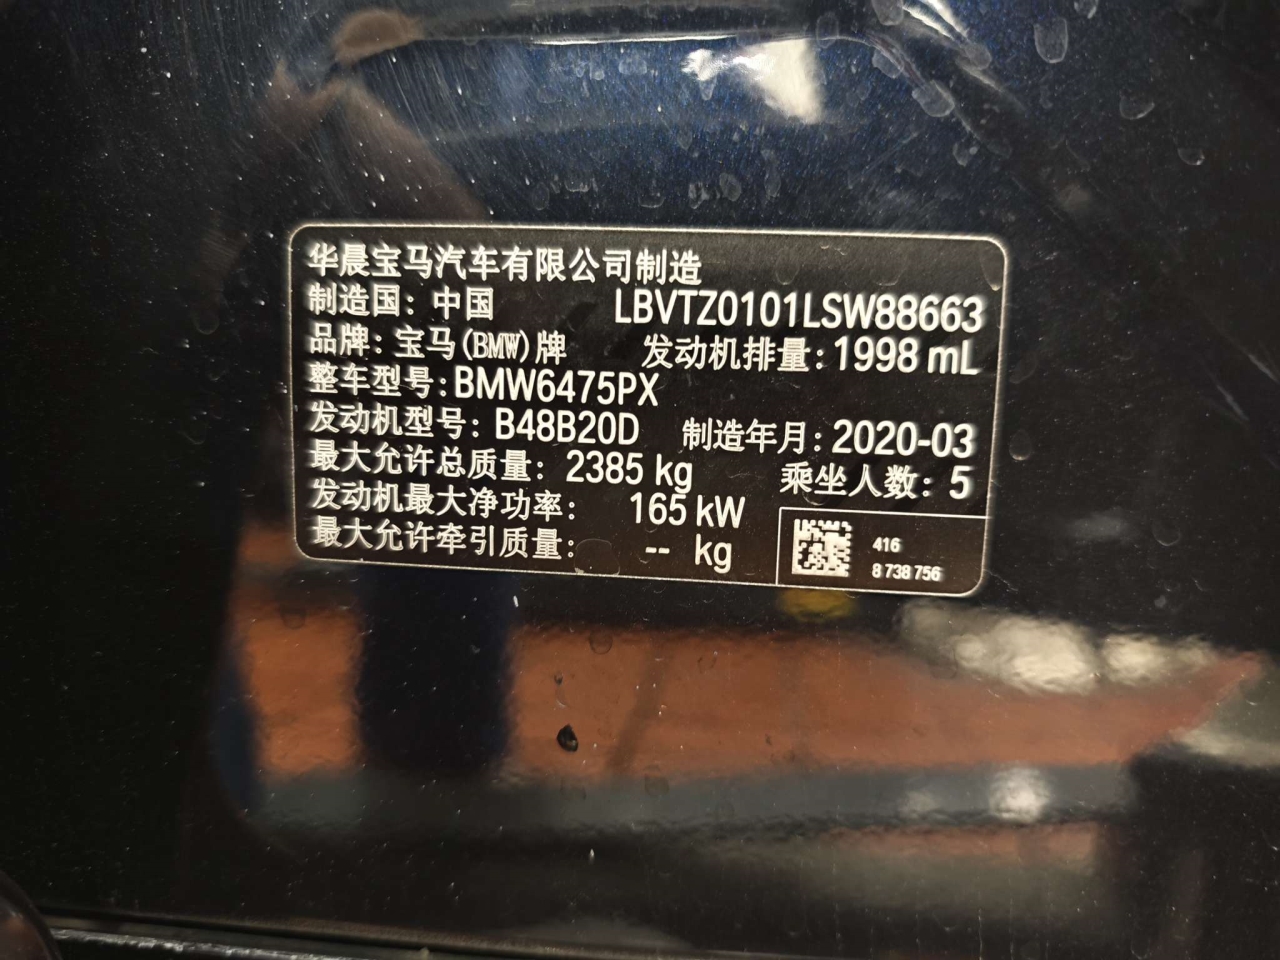 华晨宝马汽车有限公司制造
制造国：中国 LBVTZ0101LSW88663
品牌：宝马(BMW)牌 发动机排量：1998 mL
整车型号：BMW6475PX
发动机型号：B48B20D 制造年月：2020-03
最大允许总质量：2385 kg 乘坐人数：5
发动机最大净功率：165 kW
最大允许牵引质量：-- kg
416
8 738 756